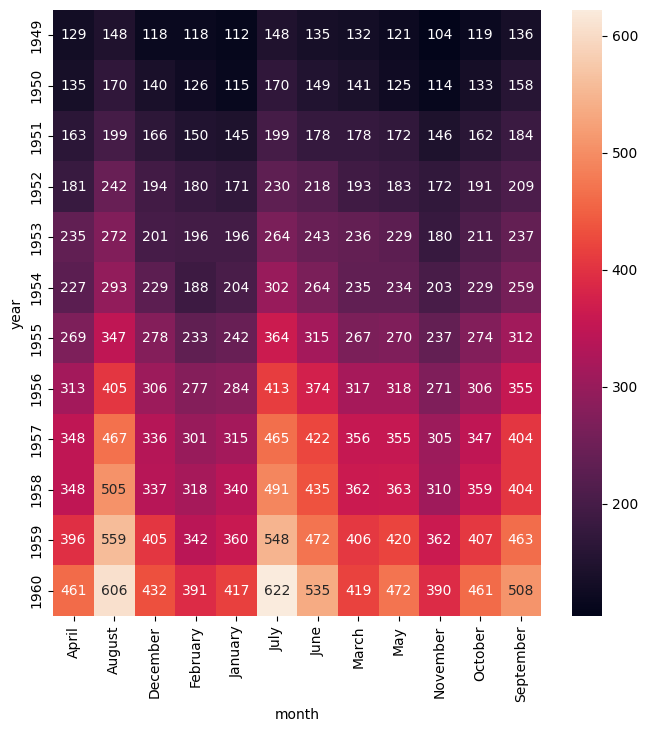 1949 129 148 118 118 112 148 135 132 121 104 119 136
1950 135 170 140 126 115 170 149 141 125 114 133 158
1951 163 199 166 150 145 199 178 178 172 146 162 184
1952 181 242 194 180 171 230 218 193 183 172 191 209
1953 235 272 201 196 196 264 243 236 229 180 211 237
1954 227 293 229 188 204 302 264 235 234 203 229 259
1955 269 347 278 233 242 364 315 267 270 237 274 312
1956 313 405 306 277 284 413 374 317 318 271 306 355
1957 348 467 336 301 315 465 422 356 355 305 347 404
1958 348 505 337 318 340 491 435 362 363 310 359 404
1959 396 559 405 342 360 548 472 406 420 362 407 463
1960 461 606 432 391 417 622 535 419 472 390 461 508
year
April August December February January July June March May November October September
month
600
500
400
300
200